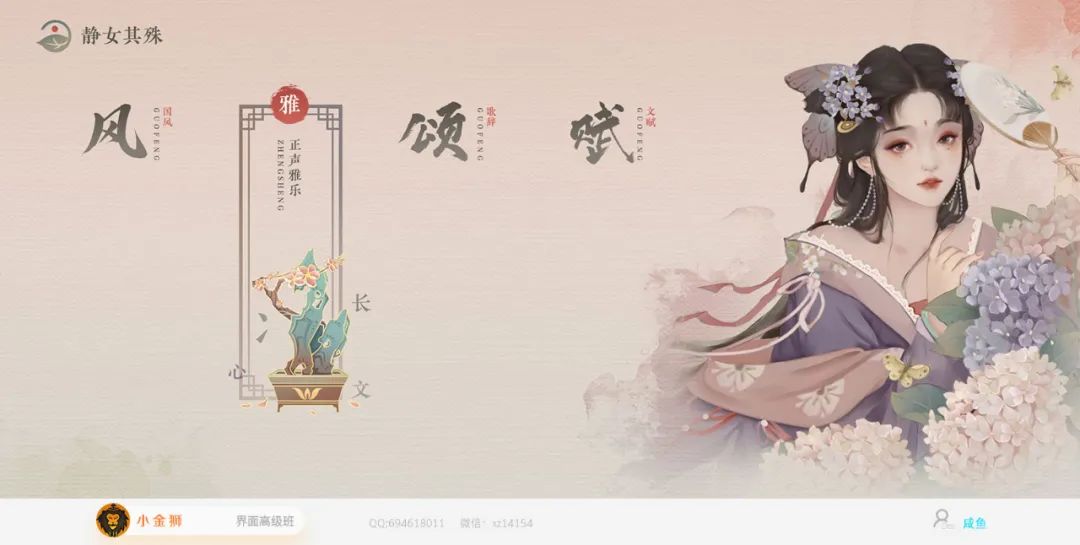 静女其殊
风
国风
GUOFENG
雅
正声雅乐
ZHENGSHENG
颂
歌辞
GUOFENG
赋
文赋
GUOFENG
长
心
文
小金狮
界面高级班
QQ:694618011
微信：xz14154
咸鱼